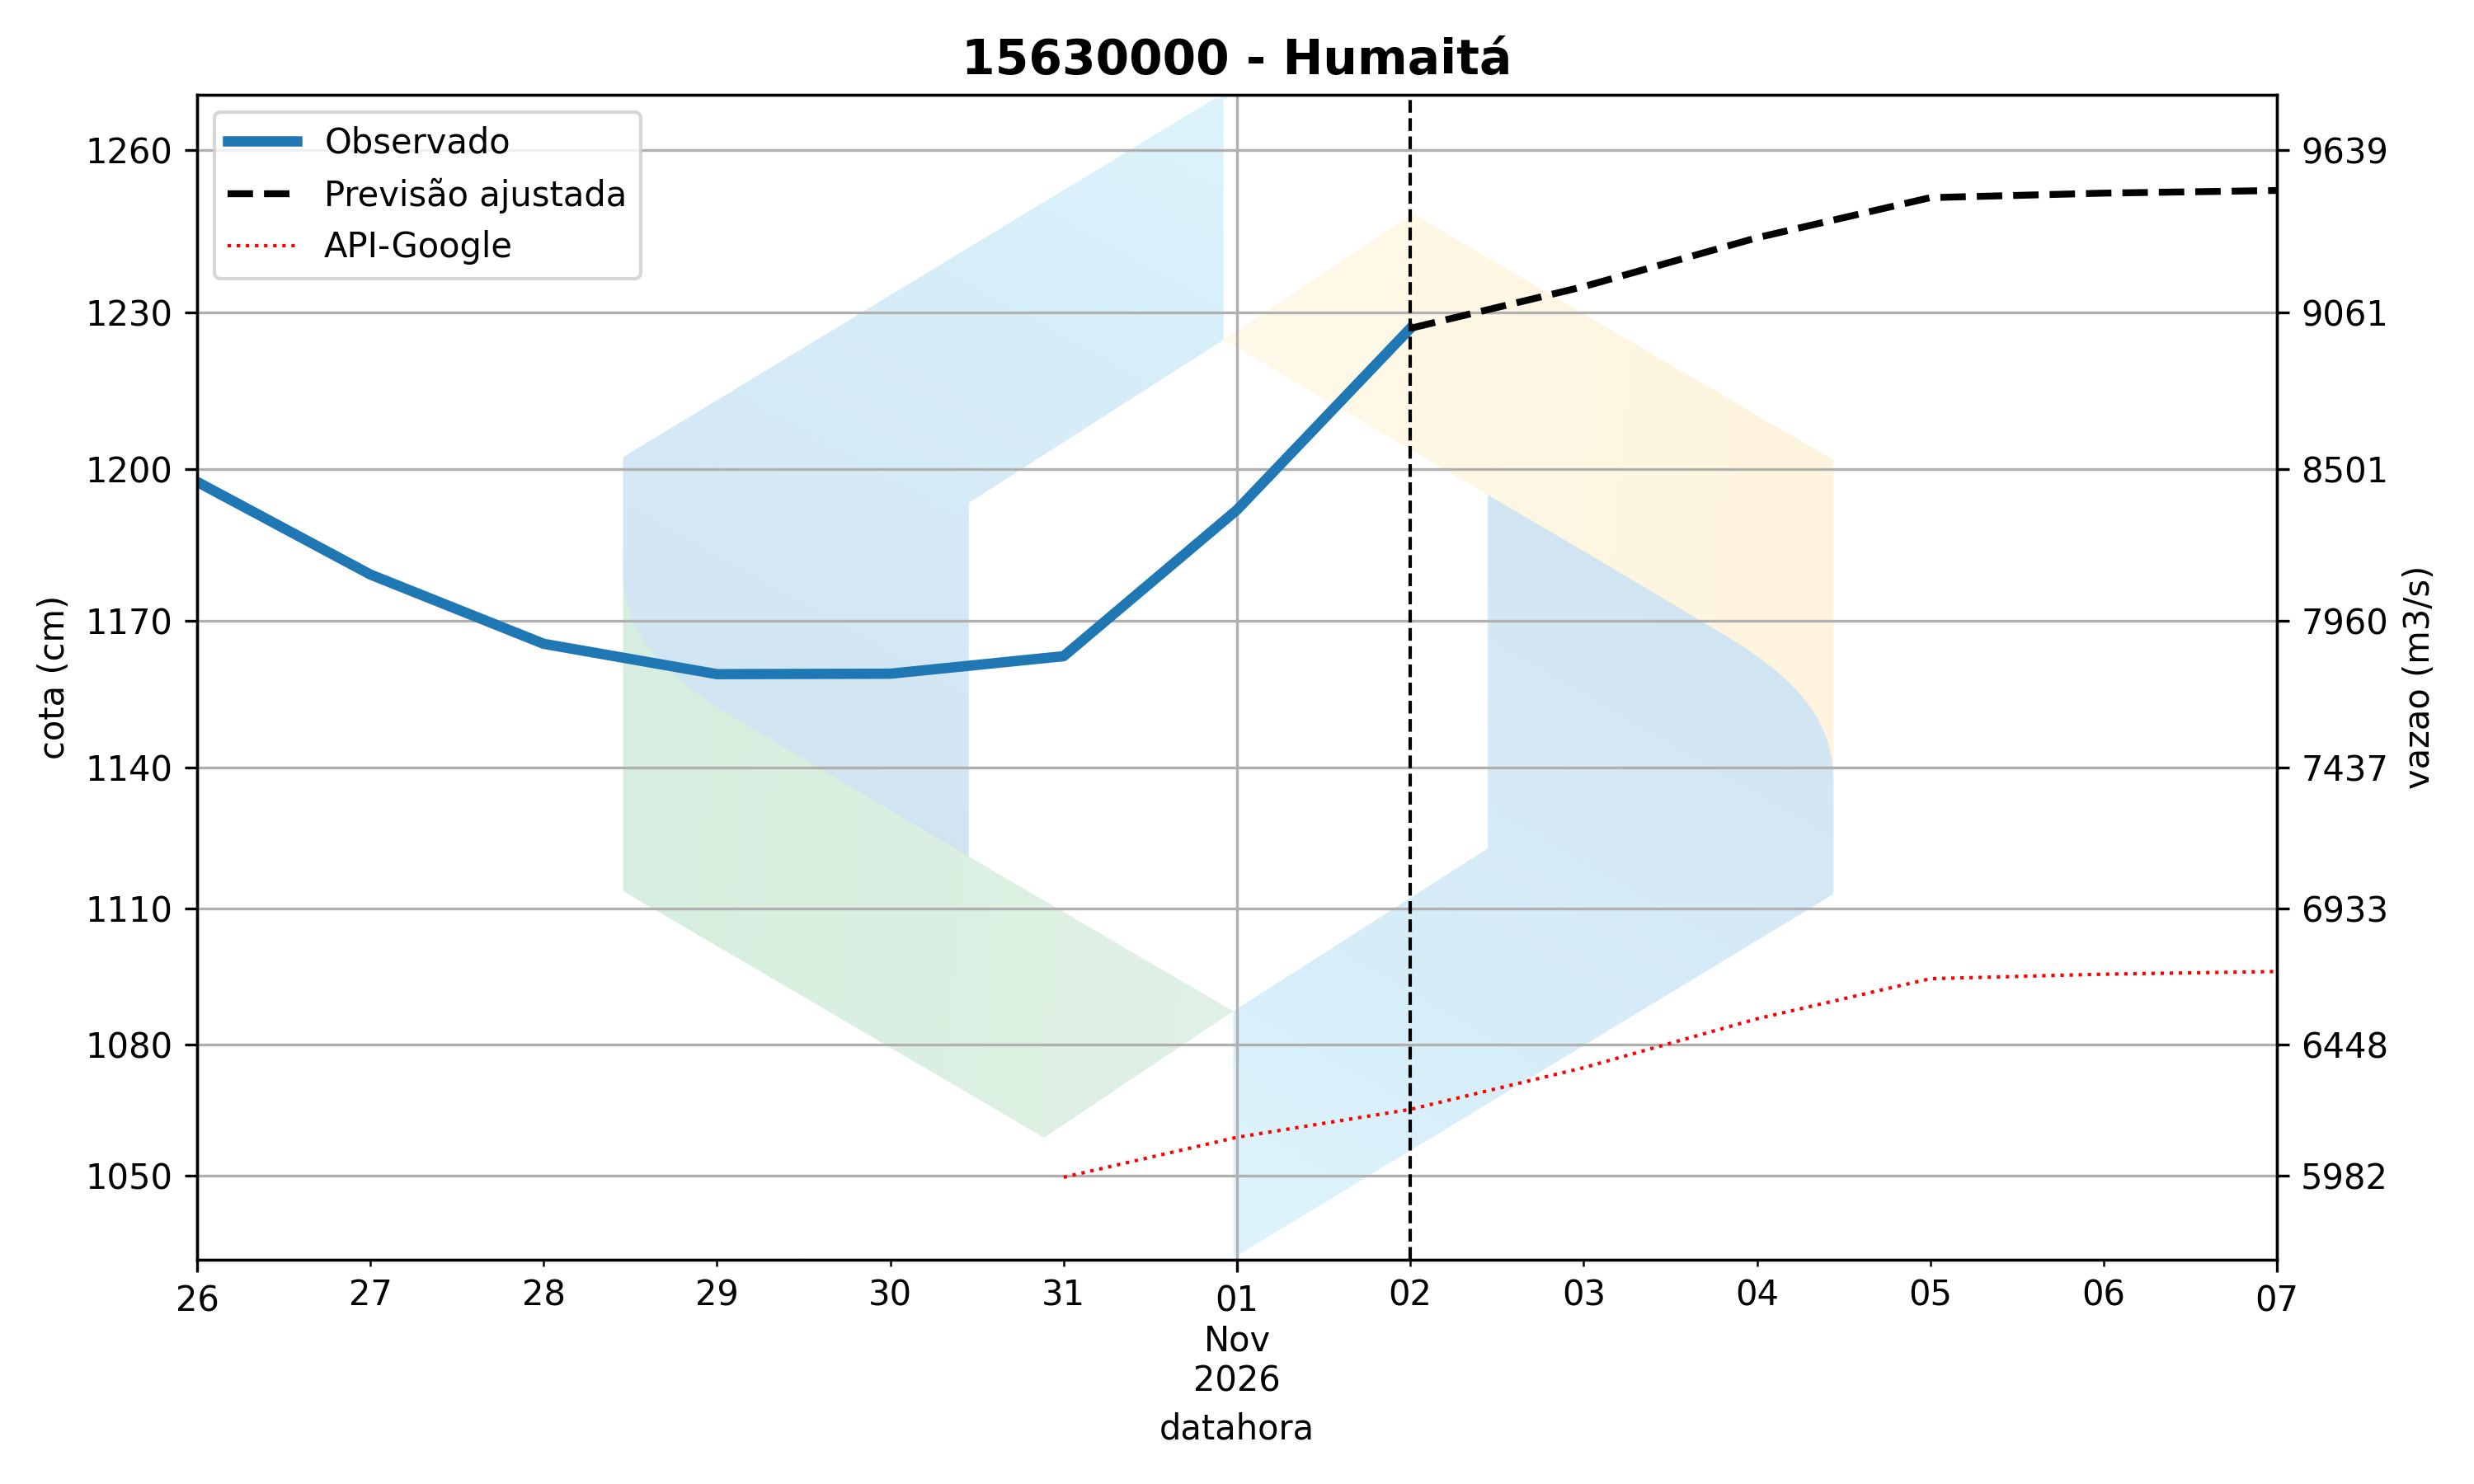 15630000 - Humaitá
Observado
Previsão ajustada
API-Google
1260
1230
1200
1170
1140
1110
1080
1050
cota (cm)
9639
9061
8501
7960
7437
6933
6448
5982
vazao (m3/s)
26 27 28 29 30 31 01 02 03 04 05 06 07
Nov
2026
datahora